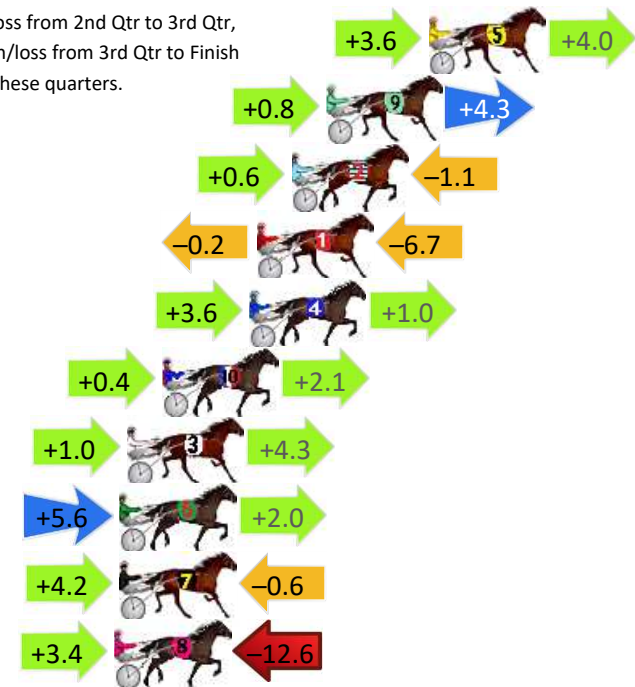 oss from 2nd Qtr to 3rd Qtr,
n/loss from 3rd Qtr to Finish
hese quarters.
+3.6 5 +4.0
+0.8 9 +4.3
+0.6 2 –1.1
–0.2 1 –6.7
+3.6 4 +1.0
+0.4 10 +2.1
+1.0 3 +4.3
+5.6 +2.0
+4.2 7 –0.6
+3.4 8 –12.6